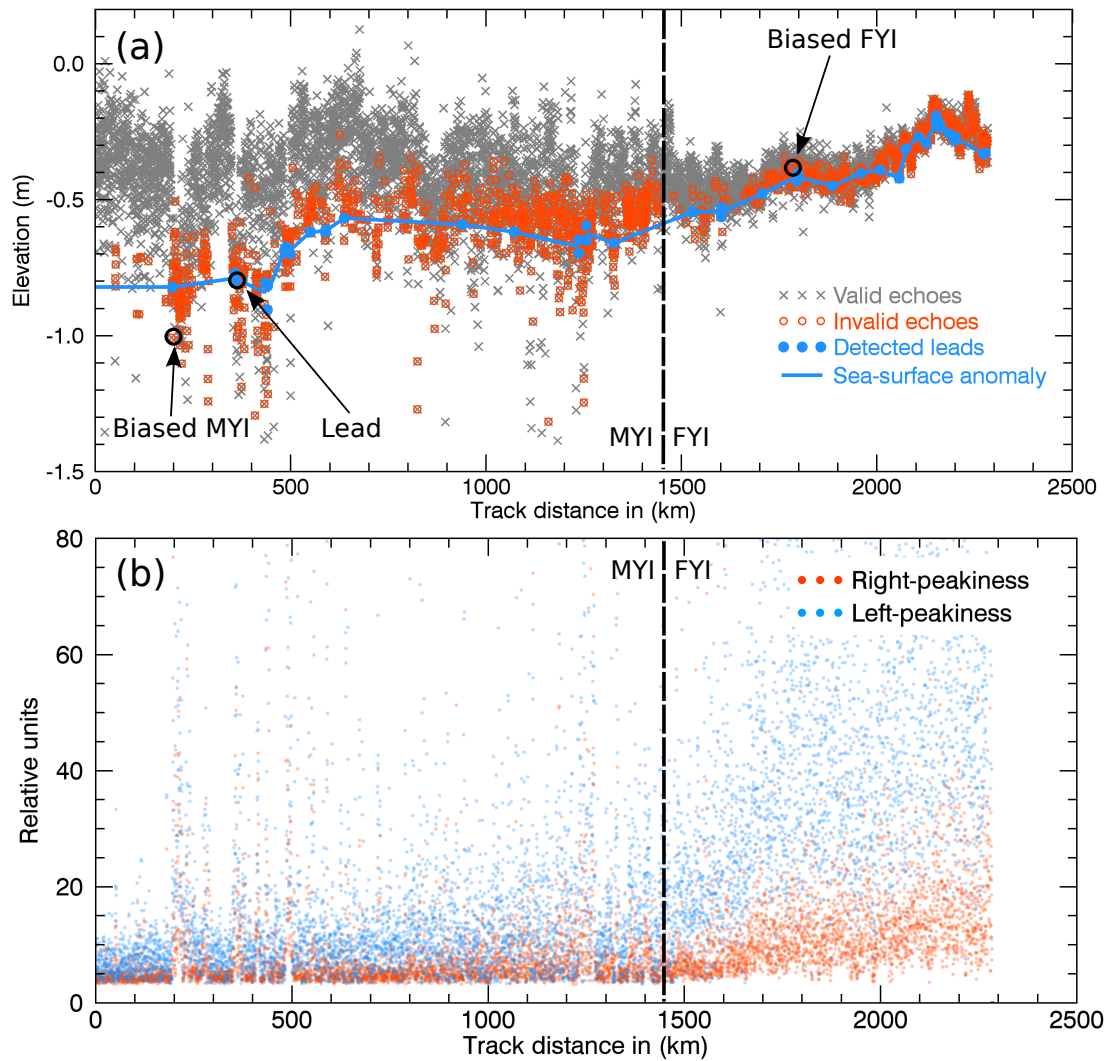 (a)
Biased FYI
0.0
-0.5
-1.0
-1.5
Elevation (m)
Valid echoes
Invalid echoes
Detected leads
Sea-surface anomaly
Biased MYI
Lead
MYI
FYI
0 500 1000 1500 2000 2500
Track distance in (km)
(b)
MYI
FYI
Right-peakiness
Left-peakiness
80
60
40
20
0
Relative units
0 500 1000 1500 2000 2500
Track distance in (km)